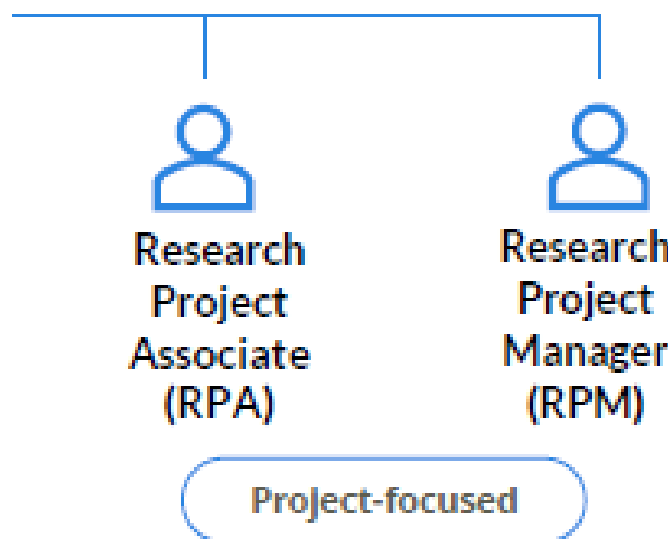 Research
Project
Associate
(RPA)
Research
Project
Manager
(RPM)
Project-focused